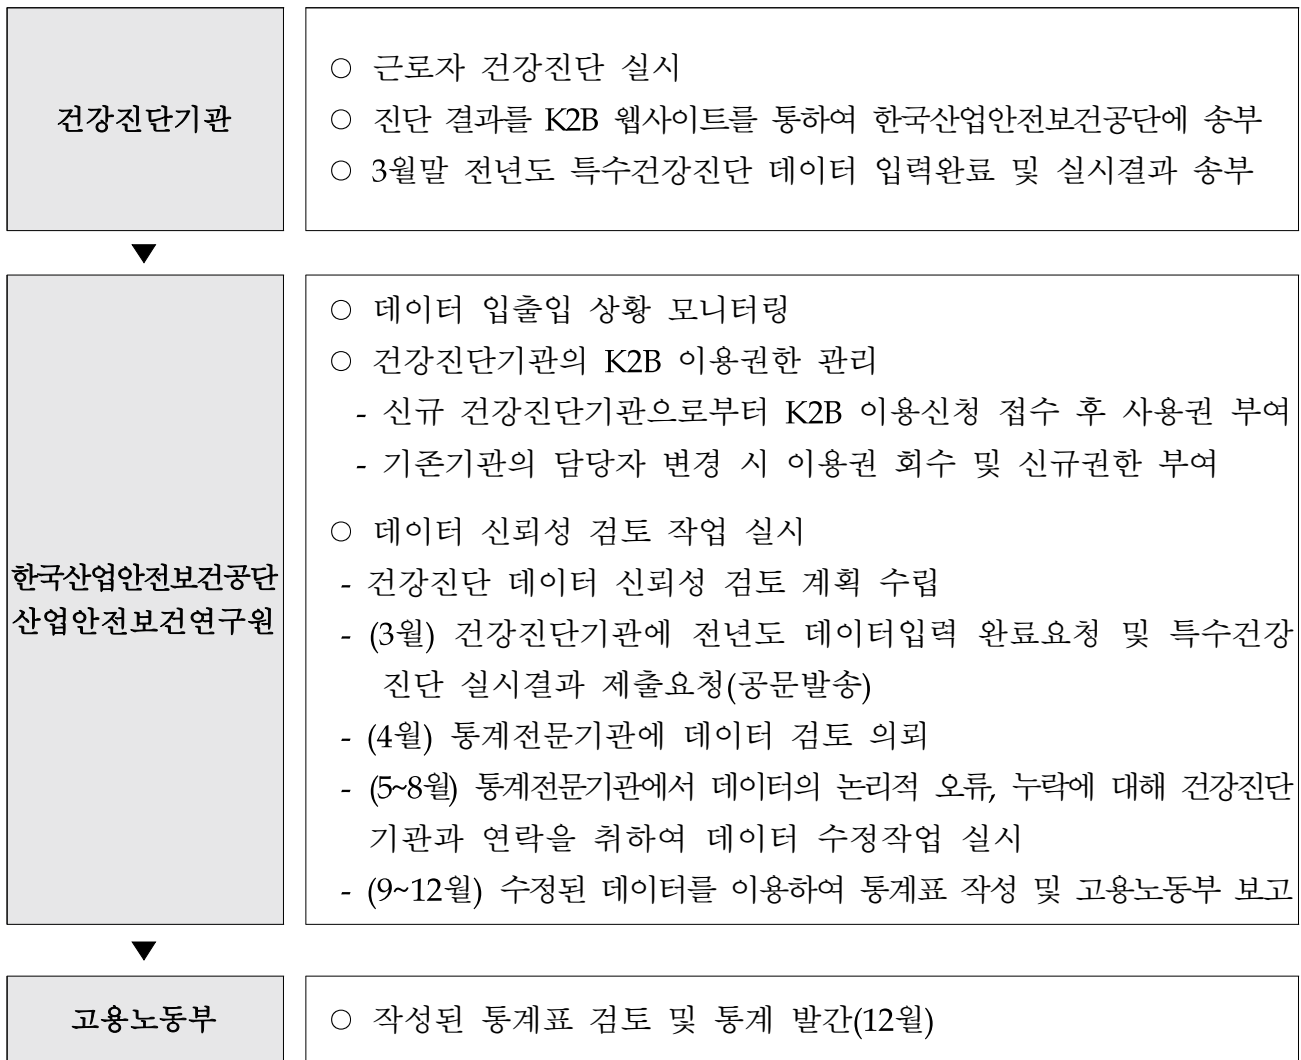 건강진단기관
○ 근로자 건강진단 실시
○ 진단 결과를 K2B 웹사이트를 통하여 한국산업안전보건공단에 송부
○ 3월말 전년도 특수건강진단 데이터 입력완료 및 실시결과 송부
▼
한국산업안전보건공단
산업안전보건연구원
○ 데이터 입출입 상황 모니터링
○ 건강진단기관의 K2B 이용권한 관리
- 신규 건강진단기관으로부터 K2B 이용신청 접수 후 사용권 부여
- 기존기관의 담당자 변경 시 이용권 회수 및 신규권한 부여
○ 데이터 신뢰성 검토 작업 실시
- 건강진단 데이터 신뢰성 검토 계획 수립
- (3월) 건강진단기관에 전년도 데이터입력 완료요청 및 특수건강
진단 실시결과 제출요청(공문발송)
- (4월) 통계전문기관에 데이터 검토 의뢰
- (5~8월) 통계전문기관에서 데이터의 논리적 오류, 누락에 대해 건강진단
기관과 연락을 취하여 데이터 수정작업 실시
- (9~12월) 수정된 데이터를 이용하여 통계표 작성 및 고용노동부 보고
▼
고용노동부
○ 작성된 통계표 검토 및 통계 발간(12월)